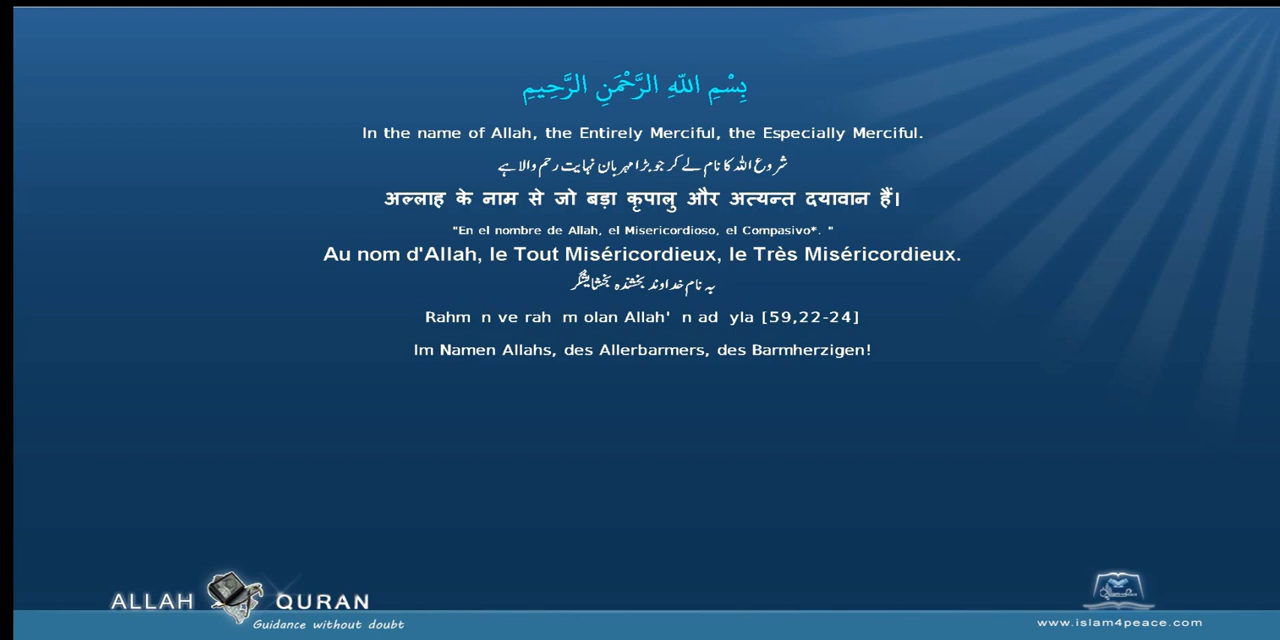 بِسْمِ اللّهِ الرَّحْمَنِ الرَّحِيمِ
In the name of Allah, the Entirely Merciful, the Especially Merciful.
شروع اللہ کا نام لے کر جو بڑا مہربان نہایت رحم والا ہے
अल्लाह के नाम से जो बड़ा कृपालु और अत्यन्त दयावान हैं।
"En el nombre de Allah, el Misericordioso, el Compasivo*. "
Au nom d'Allah, le Tout Miséricordieux, le Très Miséricordieux.
به نام خداوند بخشنده بخشایشگر
Rahm n ve rah m olan Allah' n ad yla [59,22-24]
Im Namen Allahs, des Allerbarmers, des Barmherzigen!
ALLAH QURAN
Guidance without doubt
www.islam4peace.com